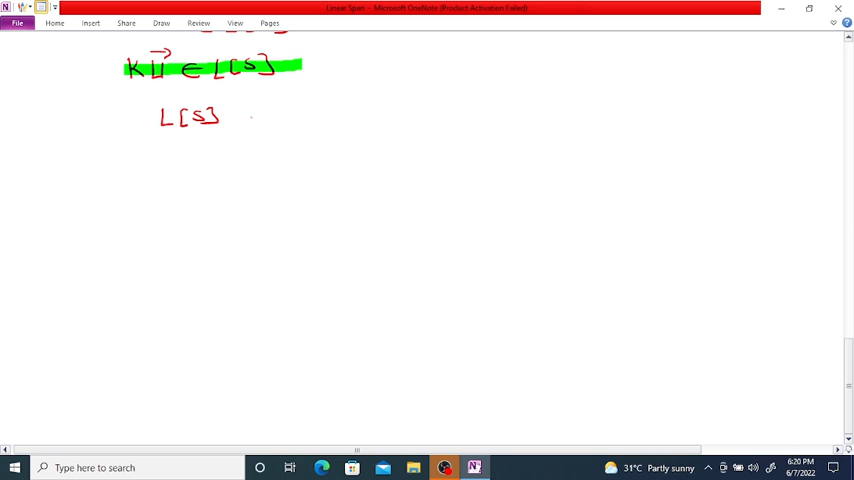 Linear Span - Microsoft OneNote (Product Activation Failed)
File Home Insert Share Draw Review View Pages
K U⃗ ∈ L[S]
L[S]
Type here to search
31°C Partly sunny
6:20 PM
6/7/2022